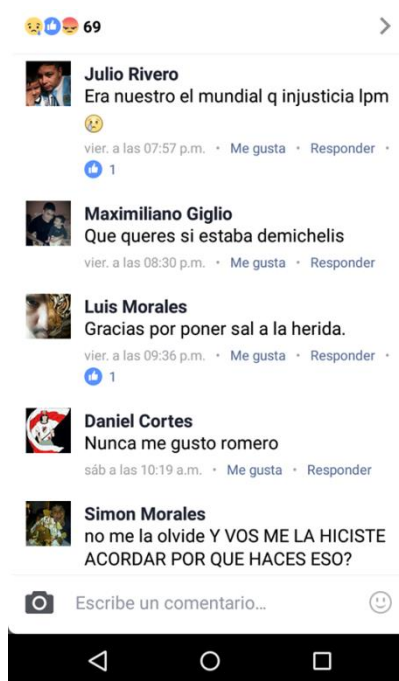 69
Julio Rivero
Era nuestro el mundial q injusticia lpm
vier. a las 07:57 p.m. · Me gusta · Responder ·
1
Maximiliano Giglio
Que queres si estaba demichelis
vier. a las 08:30 p.m. · Me gusta · Responder
Luis Morales
Gracias por poner sal a la herida.
vier. a las 09:36 p.m. · Me gusta · Responder ·
1
Daniel Cortes
Nunca me gusto romero
sáb a las 10:19 a.m. · Me gusta · Responder
Simon Morales
no me la olvide Y VOS ME LA HICISTE
ACORDAR POR QUE HACES ESO?
Escribe un comentario...